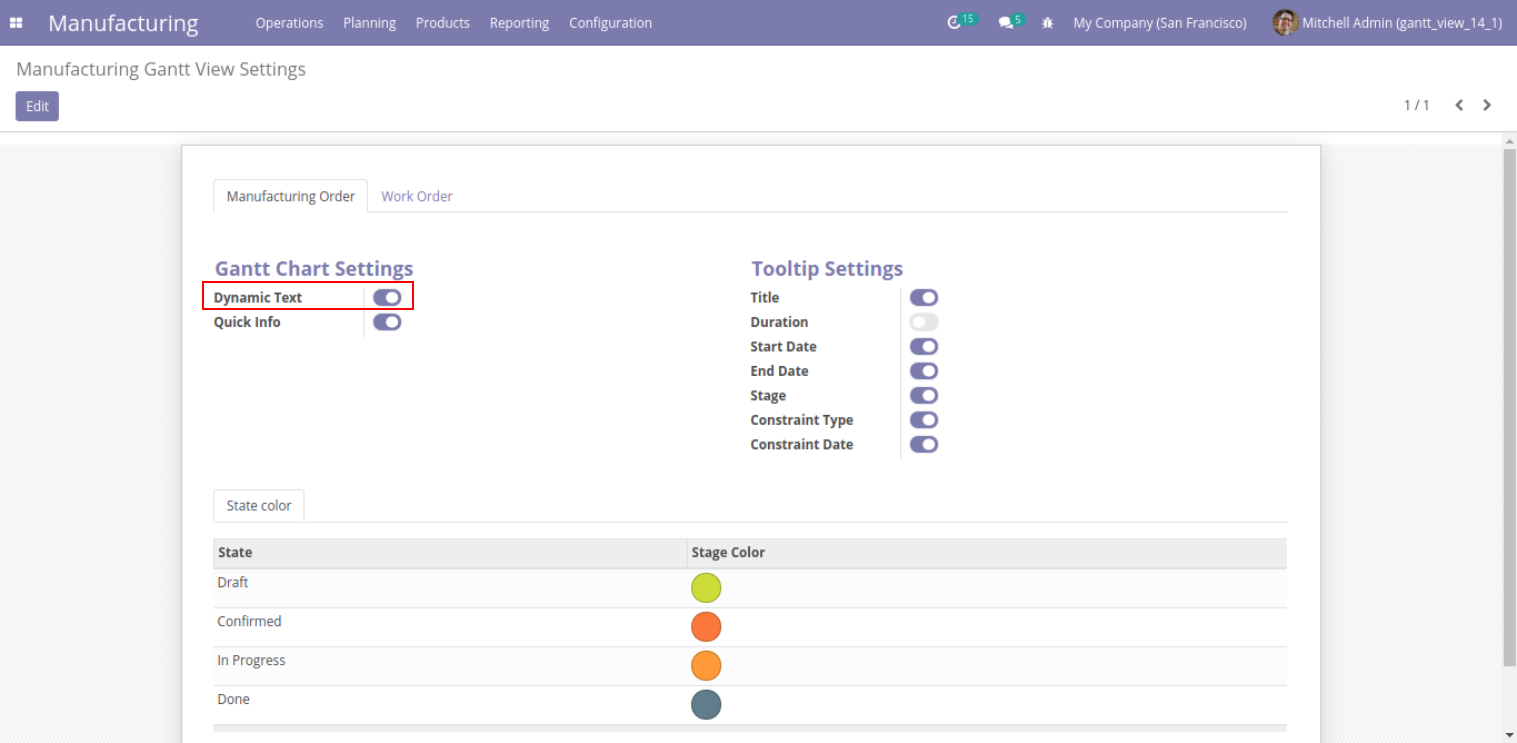 Manufacturing Operations Planning Products Reporting Configuration 15 5 My Company (San Francisco) Mitchell Admin (gantt_view_14_1)
Manufacturing Gantt View Settings
Edit 1 / 1
Manufacturing Order Work Order
Gantt Chart Settings
Dynamic Text
Quick Info
Tooltip Settings
Title
Duration
Start Date
End Date
Stage
Constraint Type
Constraint Date
State color
State Stage Color
Draft
Confirmed
In Progress
Done